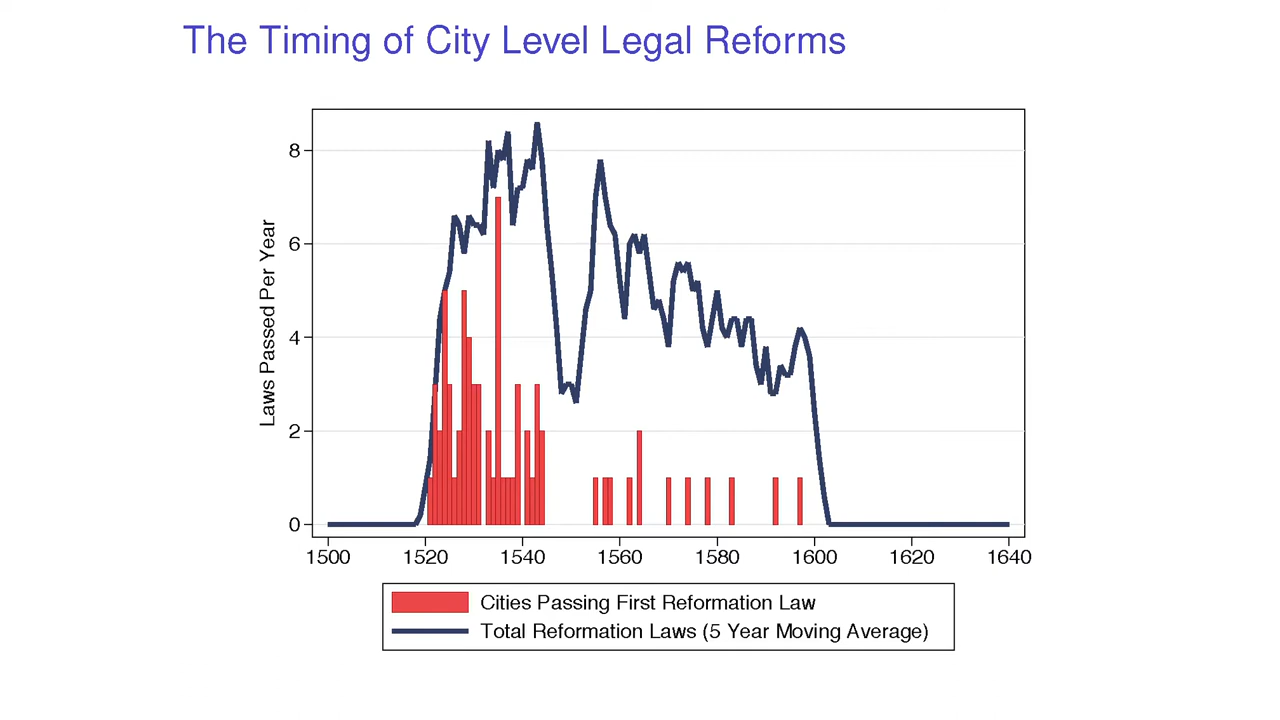 The Timing of City Level Legal Reforms
Laws Passed Per Year
8
6
4
2
0
1500 1520 1540 1560 1580 1600 1620 1640
Cities Passing First Reformation Law
Total Reformation Laws (5 Year Moving Average)